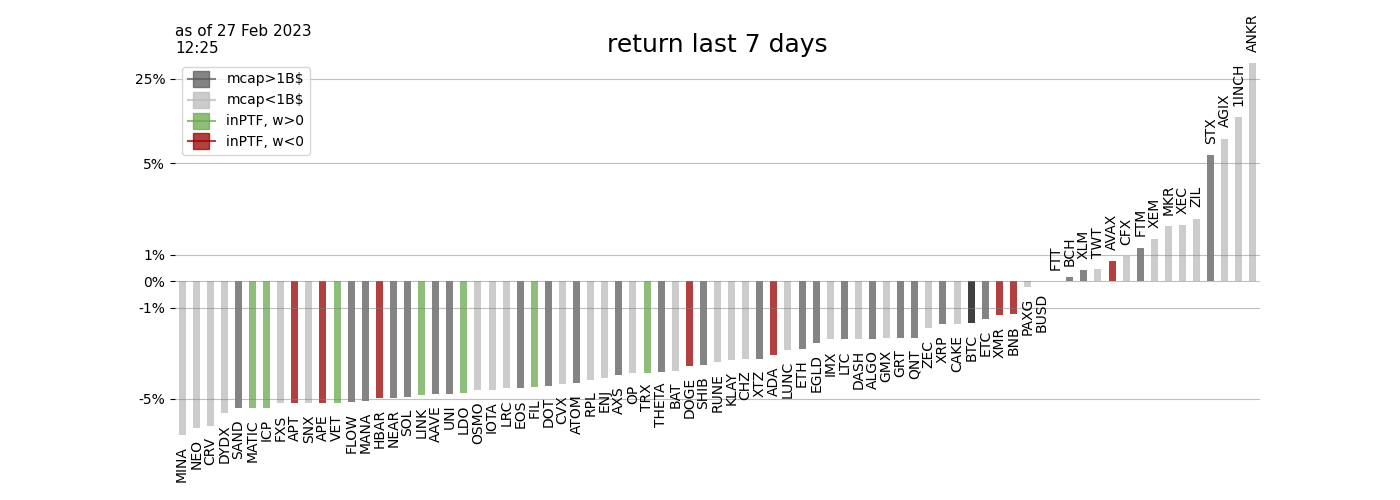 as of 27 Feb 2023
12:25
return last 7 days
mcap>1B$
mcap<1B$
inPTF, w>0
inPTF, w<0
25%
5%
1%
0%
-1%
-5%
MINA
NEO
CRV
DYDX
SAND
MATIC
ICP
FXS
APT
SNX
APE
VET
FLOW
MANA
HBAR
NEAR
SOL
LINK
AAVE
UNI
LDO
OSMO
IOTA
LRC
EOS
FIL
DOT
CVX
ATOM
RPL
ENJ
AXS
OP
TRX
THETA
BAT
DOGE
SHIB
RUNE
KLAY
CHZ
XTZ
ADA
LUNC
ETH
EGLD
IMX
LTC
DASH
ALGO
GMX
GRT
QNT
ZEC
XRP
CAKE
BTC
ETC
XMR
BNB
PAXG
BUSD
FTT
BCH
XLM
TWT
AVAX
CFX
FTM
XEM
MKR
XEC
ZIL
STX
AGIX
1INCH
ANKR